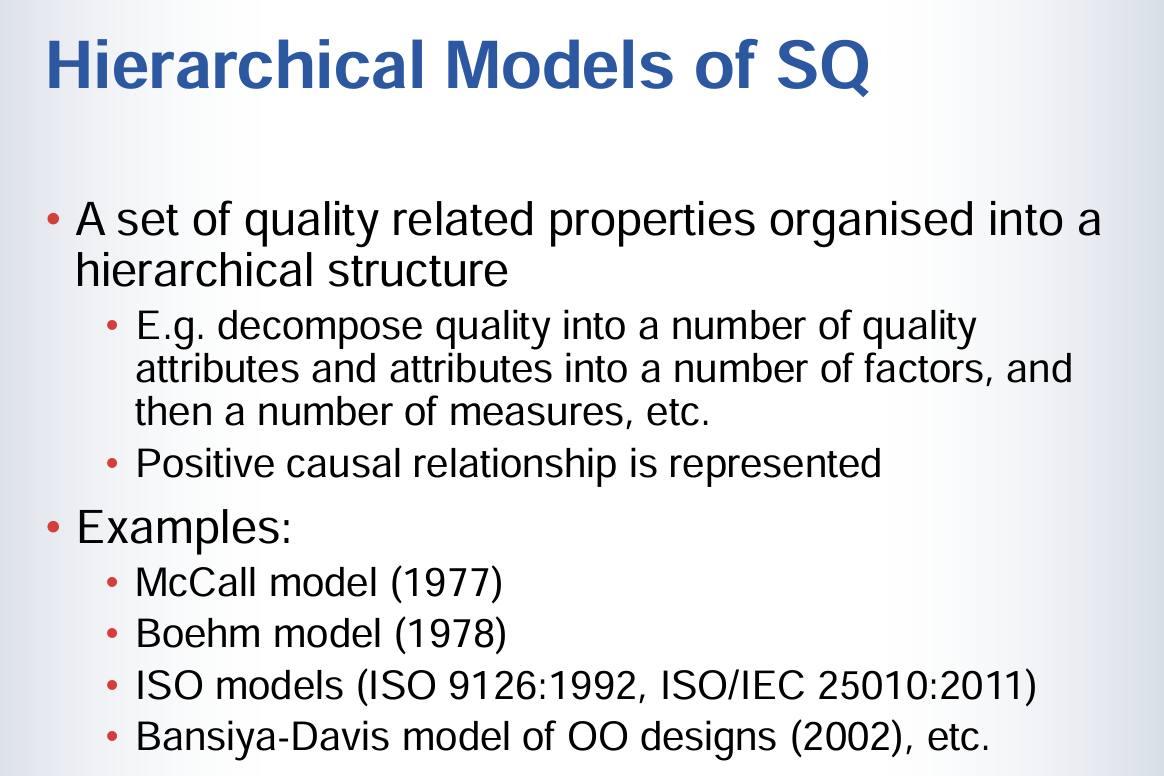 Hierarchical Models of SQ
• A set of quality related properties organised into a
hierarchical structure
• E.g. decompose quality into a number of quality
attributes and attributes into a number of factors, and
then a number of measures, etc.
• Positive causal relationship is represented
• Examples:
• McCall model (1977)
• Boehm model (1978)
• ISO models (ISO 9126:1992, ISO/IEC 25010:2011)
• Bansiya-Davis model of OO designs (2002), etc.